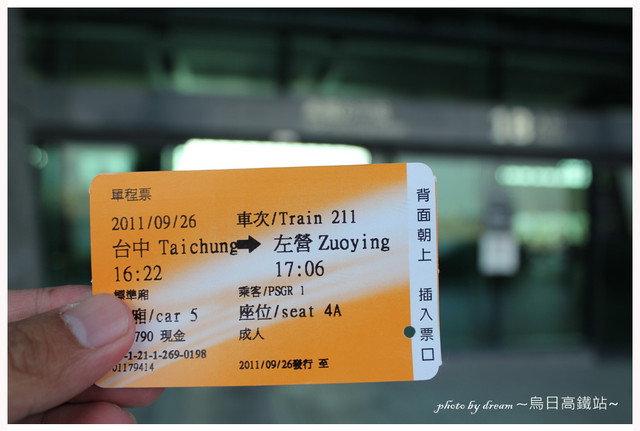 單程票
2011/09/26 車次/Train 211
台中 Taichung 左營 Zuoying
16:22 17:06
標準廂 乘客/PSGR 1
廂/car 5 座位/seat 4A
790 現金 成人
-1-21-1-269-0198
01179414 2011/09/26發行 至
背面朝上 插入票口
photo by dream～烏日高鐵站~